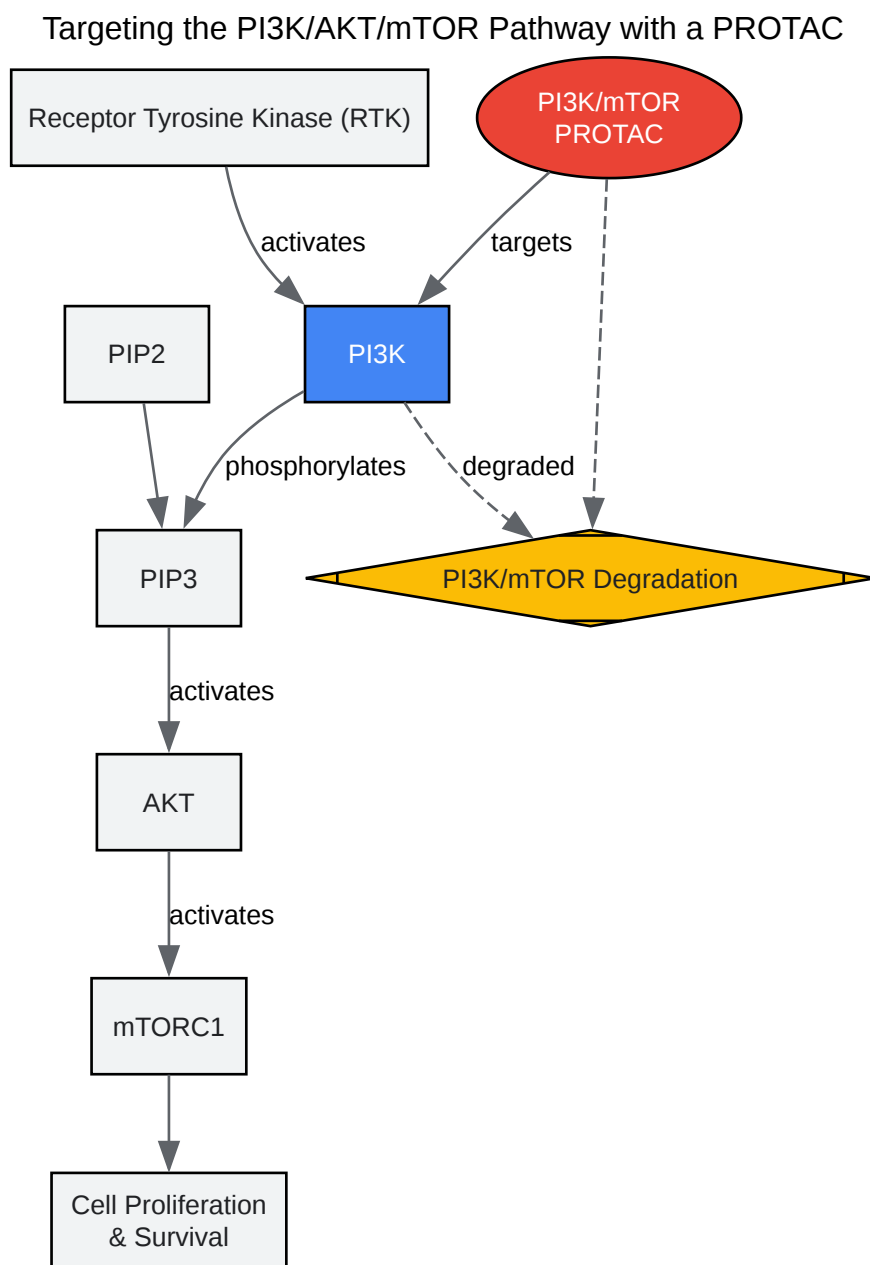 Targeting the PI3K/AKT/mTOR Pathway with a PROTAC
Receptor Tyrosine Kinase (RTK)
PI3K/mTOR
PROTAC
activates
targets
PIP2
PI3K
phosphorylates
degraded
PIP3
PI3K/mTOR Degradation
activates
AKT
activates
mTORC1
Cell Proliferation
& Survival